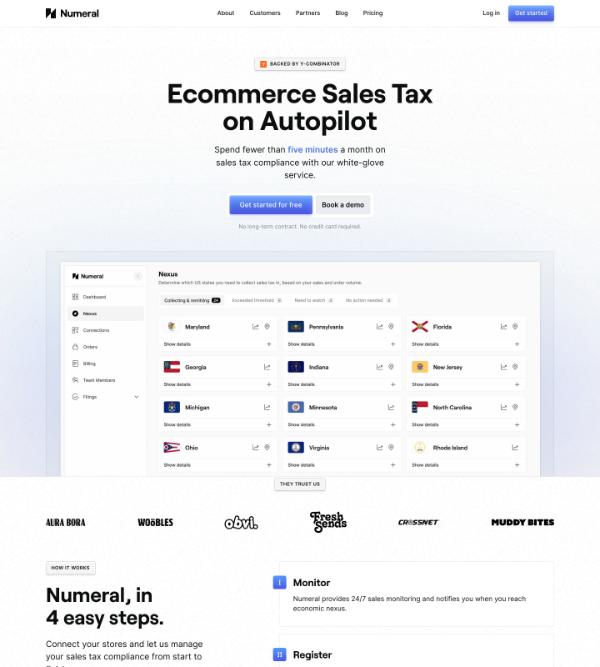 Numeral
About
Customers
Partners
Blog
Pricing
Log in
Get started
BACKED BY Y-COMBINATOR
Ecommerce Sales Tax
on Autopilot
Spend fewer than five minutes a month on
sales tax compliance with our white-glove
service.
Get started for free
Book a demo
No long-term contract. No credit card required.
Numeral
Dashboard
Nexus
Connections
Orders
Billing
Team Members
Filings
Nexus
Determine which US states you need to collect sales tax in, based on your sales and order volume.
Collecting & remitting
Exceeded threshold
Need to watch
No action needed
Maryland
Show details
Pennsylvania
Show details
Florida
Show details
Georgia
Show details
Indiana
Show details
New Jersey
Show details
Michigan
Show details
Minnesota
Show details
North Carolina
Show details
Ohio
Show details
Virginia
Show details
Rhode Island
Show details
THEY TRUST US
AURA BORA
WOOBLES
obvi.
Fresh
Sends
CROSSNET
MUDDY BITES
HOW IT WORKS
Numeral, in
4 easy steps.
Connect your stores and let us manage
your sales tax compliance from start to
I
Monitor
Numeral provides 24/7 sales monitoring and notifies you when you reach
economic nexus.
II
Register